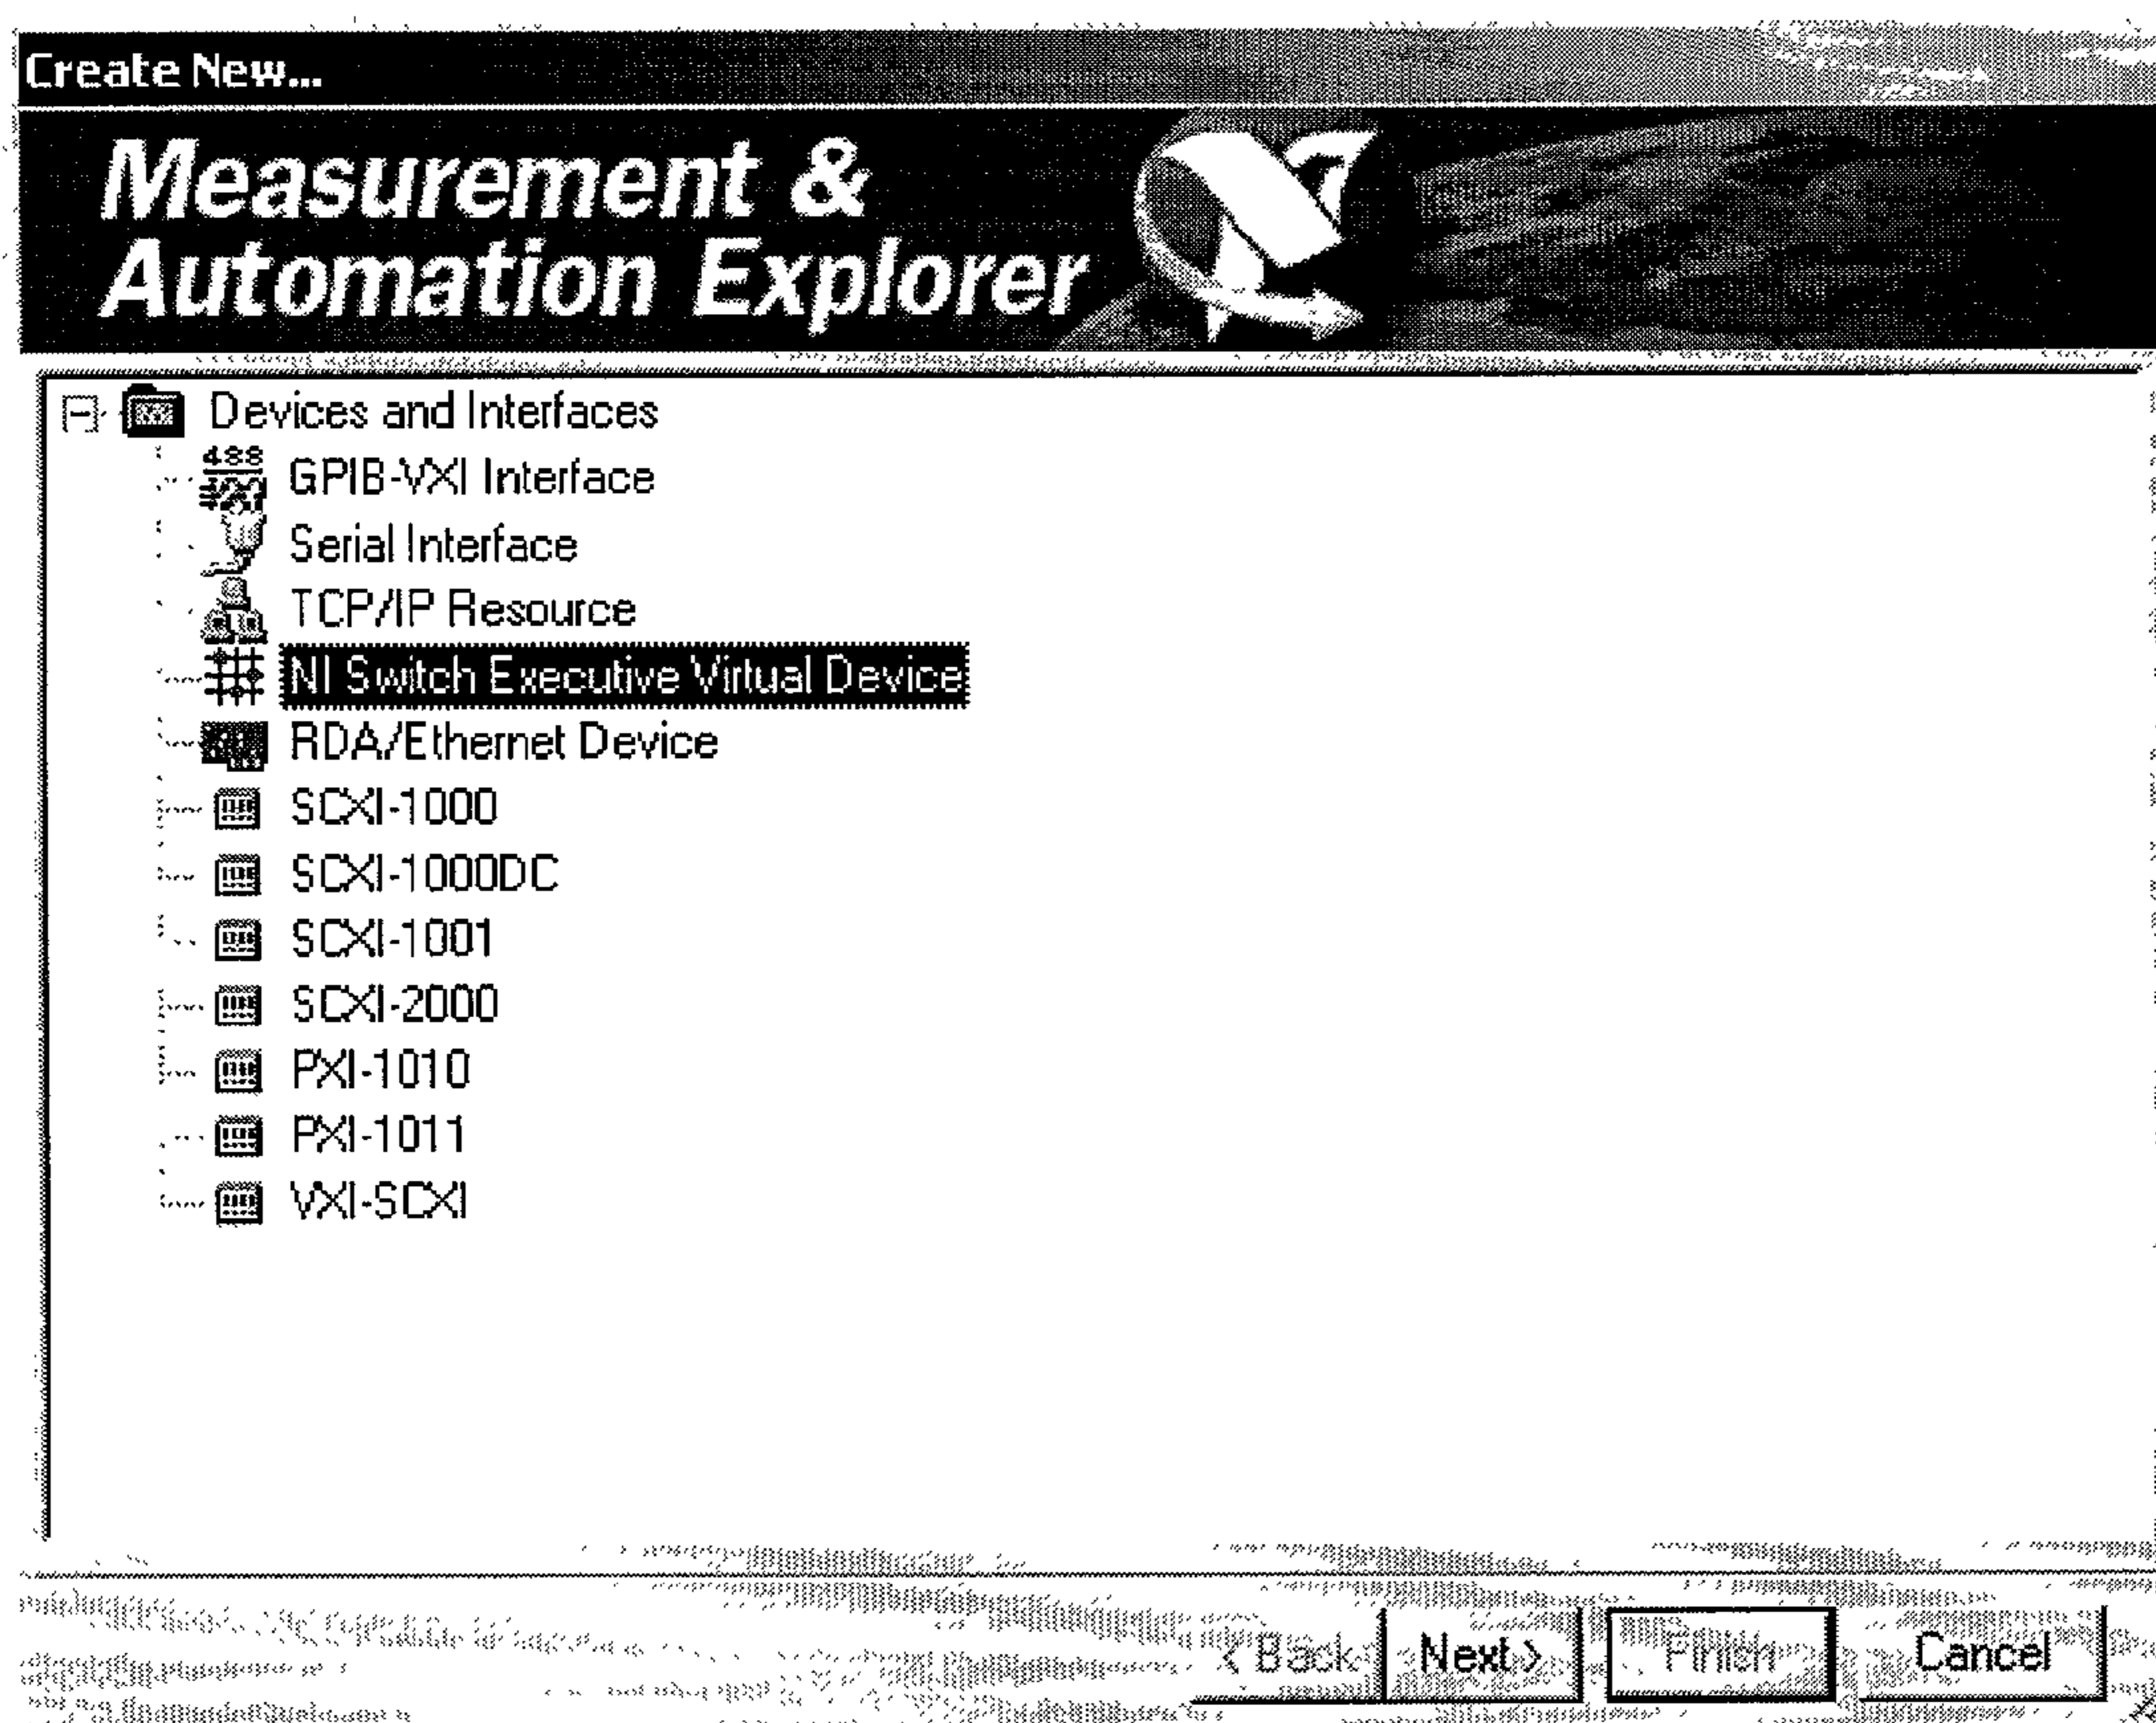 Create New...
Measurement &
Automation Explorer
Devices and Interfaces
488
GPIB-VXI Interface
Serial Interface
TCP/IP Resource
NI Switch Executive Virtual Device
RDA/Ethernet Device
SCXI-1000
SCXI-1000DC
SCXI-1001
SCXI-2000
PXI-1010
PXI-1011
VXI-SCXI
< Back Next > Finish Cancel